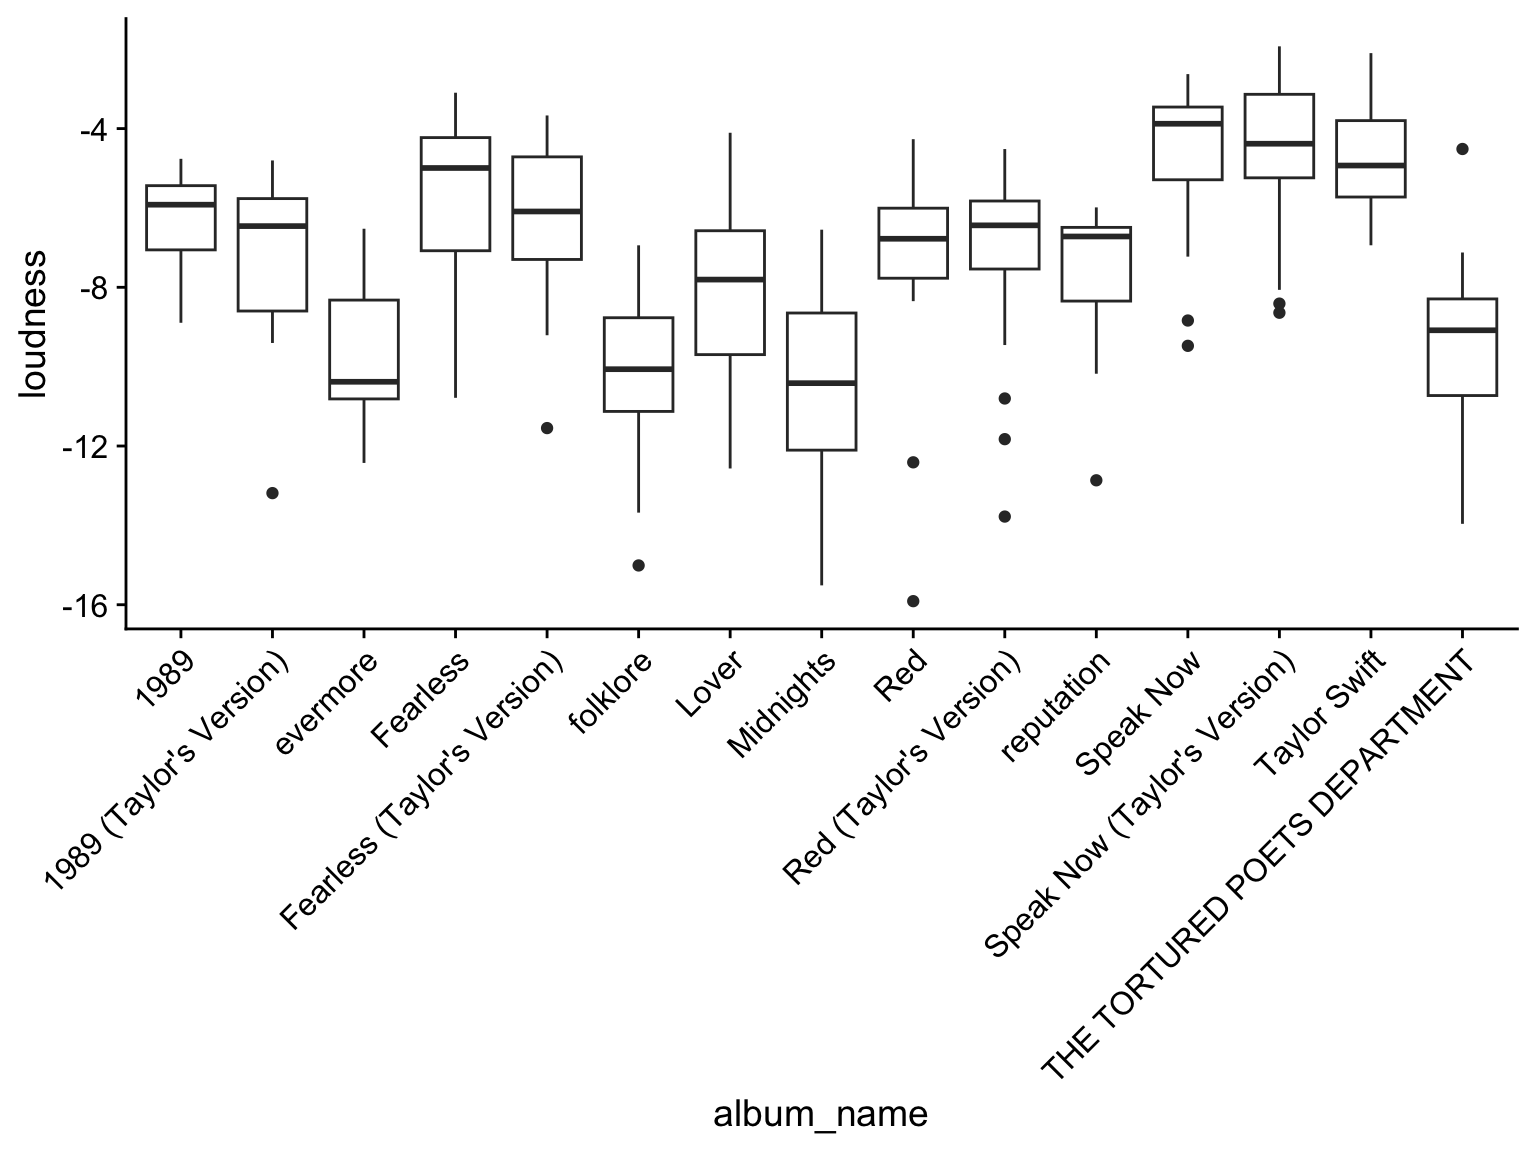 loudness
-4
-8
-12
-16
1989
1989 (Taylor's Version)
evermore
Fearless
Fearless (Taylor's Version)
folklore
Lover
Midnights
Red
Red (Taylor's Version)
reputation
Speak Now
Speak Now (Taylor's Version)
Taylor Swift
THE TORTURED POETS DEPARTMENT
album_name